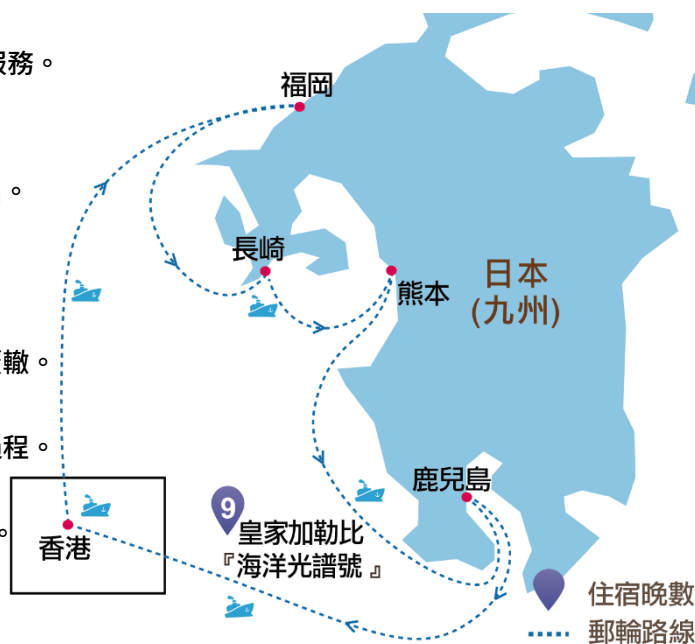 服務。
福岡
。
長崎
熊本
日本
(九州)
轍。
程。
鹿兒島
。
香港
9
皇家加勒比
『海洋光譜號』
住宿晚數
郵輪路線